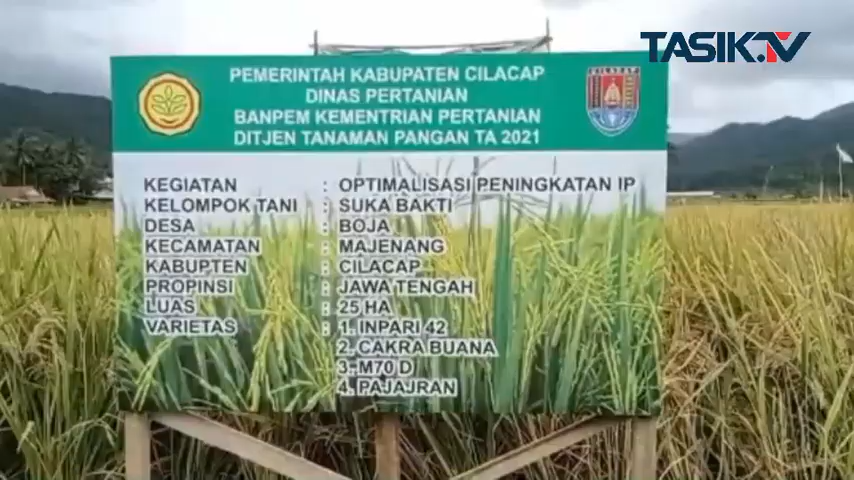 TASIK.TV
PEMERINTAH KABUPATEN CILACAP
DINAS PERTANIAN
BANPEM KEMENTRIAN PERTANIAN
DITJEN TANAMAN PANGAN TA 2021
CILACAP
KEGIATAN : OPTIMALISASI PENINGKATAN IP
KELOMPOK TANI : SUKA BAKTI
DESA : BOJA
KECAMATAN : MAJENANG
KABUPTEN : CILACAP
PROPINSI : JAWA TENGAH
LUAS : 25 HA
VARIETAS : 1. INPARI 42
2. CAKRA BUANA
3. M70 D
4. PAJAJRAN